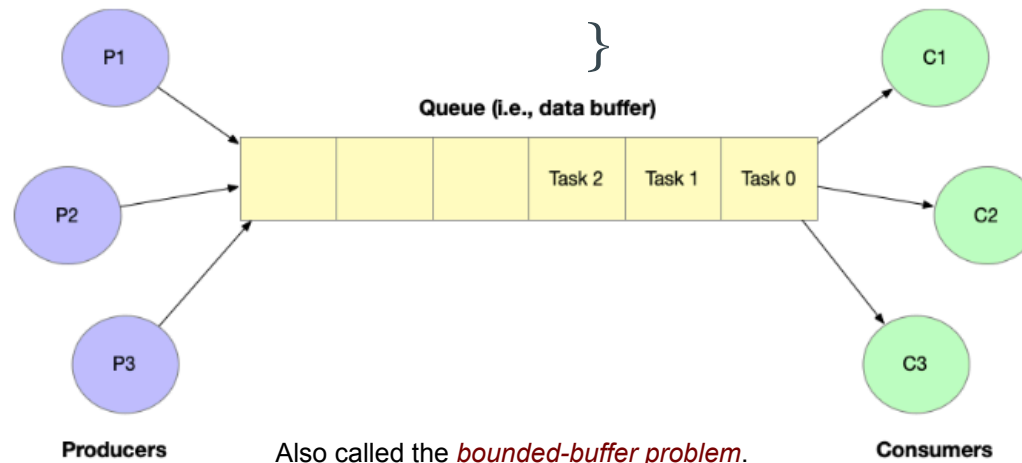 }
P1
C1
Queue (i.e., data buffer)
Task 2 Task 1 Task 0
P2
C2
P3
C3
Producers
Also called the bounded-buffer problem.
Consumers